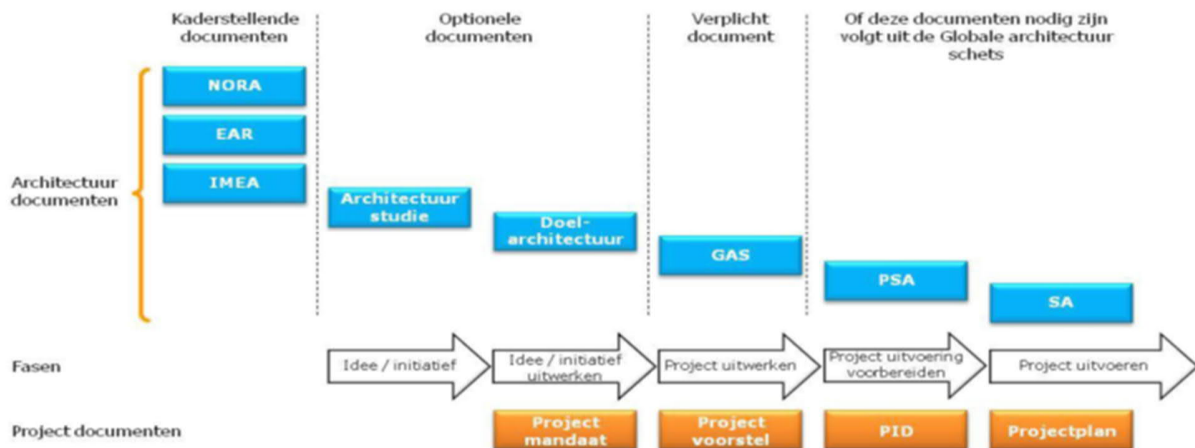 Kaderstellende
documenten
Optionele
documenten
Verplicht
document
Of deze documenten nodig zijn
volgt uit de Globale architectuur
schets
NORA
EAR
IMEA
Architectuur
documenten
Architectuur
studie
Doel-
architectuur
GAS
PSA
SA
Fasen
Idee / initiatief
Idee / initiatief
uitwerken
Project uitwerken
Project uitvoering
voorbereiden
Project uitvoeren
Project documenten
Project
mandaat
Project
voorstel
PID
Projectplan